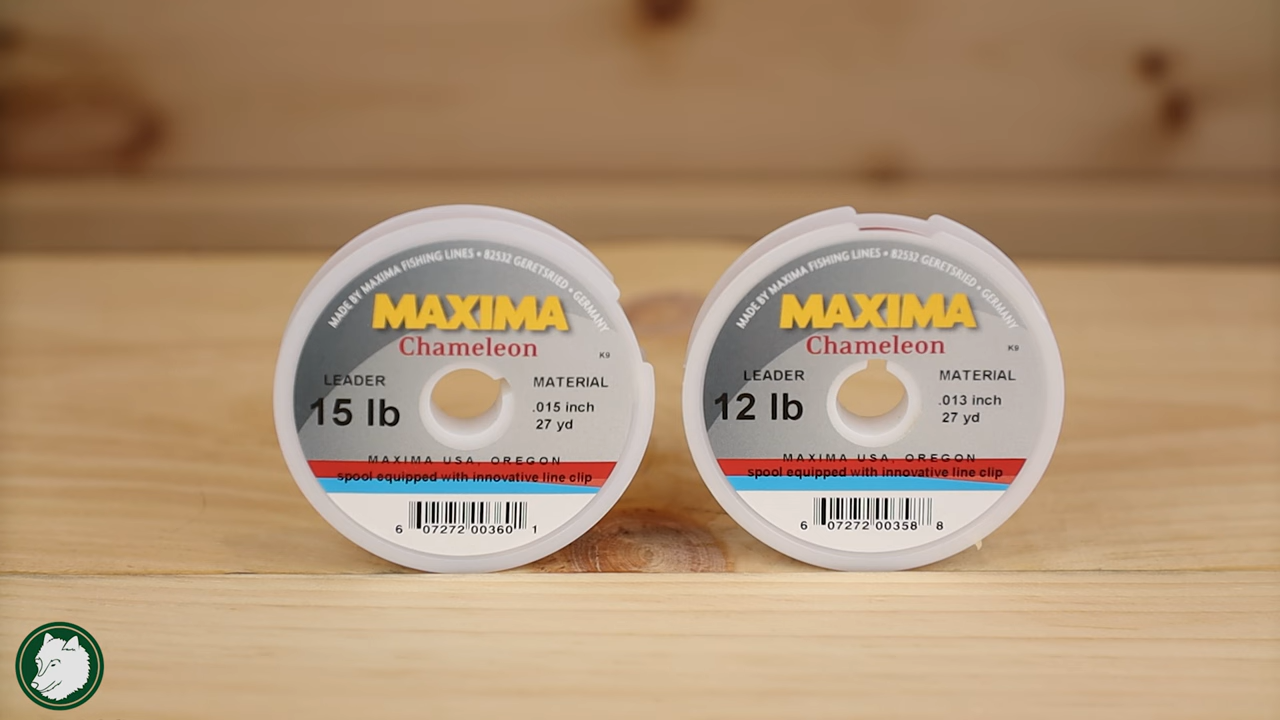 MADE BY MAXIMA FISHING LINES • 82532 GERETSRIED • GERMANY
MAXIMA
Chameleon
K9
LEADER
MATERIAL
15 lb
.015 inch
27 yd
MAXIMA USA, OREGON
spool equipped with innovative line clip
6 07272 00360 1
MADE BY MAXIMA FISHING LINES • 82532 GERETSRIED • GERMANY
MAXIMA
Chameleon
K9
LEADER
MATERIAL
12 lb
.013 inch
27 yd
MAXIMA USA, OREGON
spool equipped with innovative line clip
6 07272 00358 8